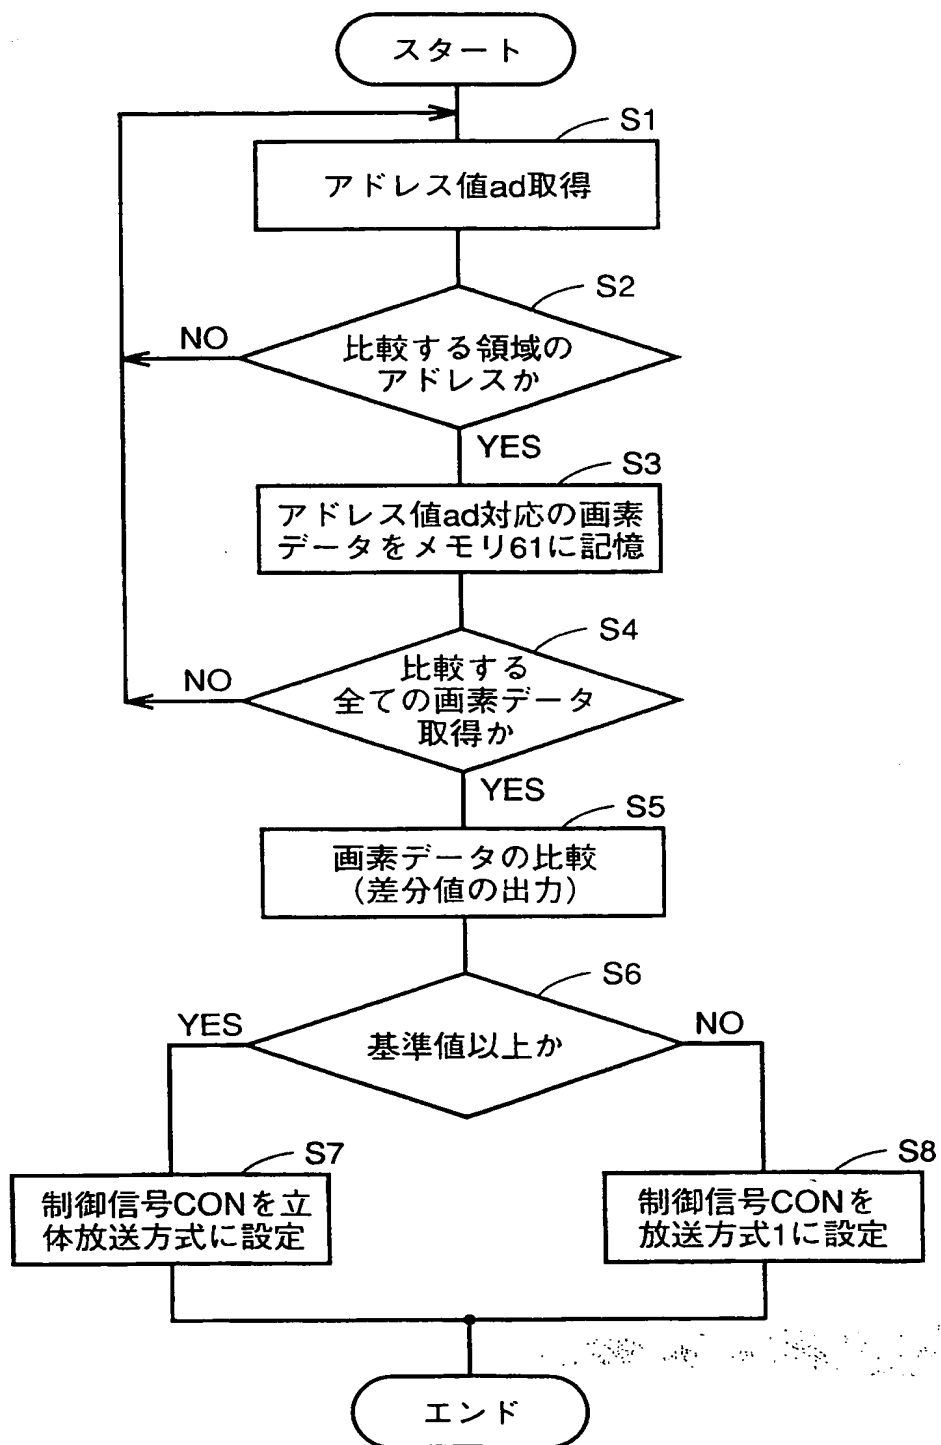 スタート
S1
アドレス値ad取得
S2
NO
比較する領域の
アドレスか
YES
S3
アドレス値ad対応の画素
データをメモリ61に記憶
S4
NO
比較する
全ての画素データ
取得か
YES
S5
画素データの比較
(差分値の出力)
S6
YES
NO
基準値以上か
S7
S8
制御信号CONを立
体放送方式に設定
制御信号CONを
放送方式1に設定
エンド